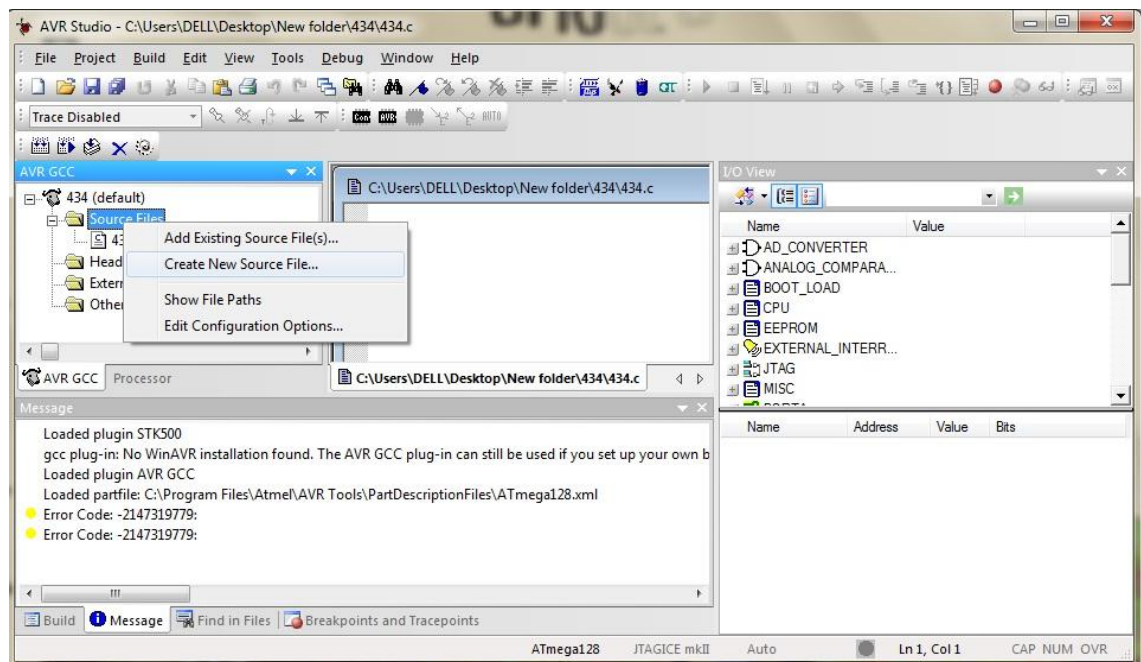 AVR Studio - C:\Users\DELL\Desktop\New folder\434\434.c
File Project Build Edit View Tools Debug Window Help
Trace Disabled
Con AVR AUTO
AVR GCC
434 (default)
Source Files
Add Existing Source File(s)...
Create New Source File...
Show File Paths
Edit Configuration Options...
AVR GCC Processor
C:\Users\DELL\Desktop\New folder\434\434.c
C:\Users\DELL\Desktop\New folder\434\434.c
I/O View
Name Value
AD_CONVERTER
ANALOG_COMPARA...
BOOT_LOAD
CPU
EEPROM
EXTERNAL_INTERR...
JTAG
MISC
Name Address Value Bits
Message
Loaded plugin STK500
gcc plug-in: No WinAVR installation found. The AVR GCC plug-in can still be used if you set up your own b
Loaded plugin AVR GCC
Loaded partfile: C:\Program Files\Atmel\AVR Tools\PartDescriptionFiles\ATmega128.xml
Error Code: -2147319779:
Error Code: -2147319779:
Build Message Find in Files Breakpoints and Tracepoints
ATmega128 JTAGICE mkII Auto Ln 1, Col 1 CAP NUM OVR